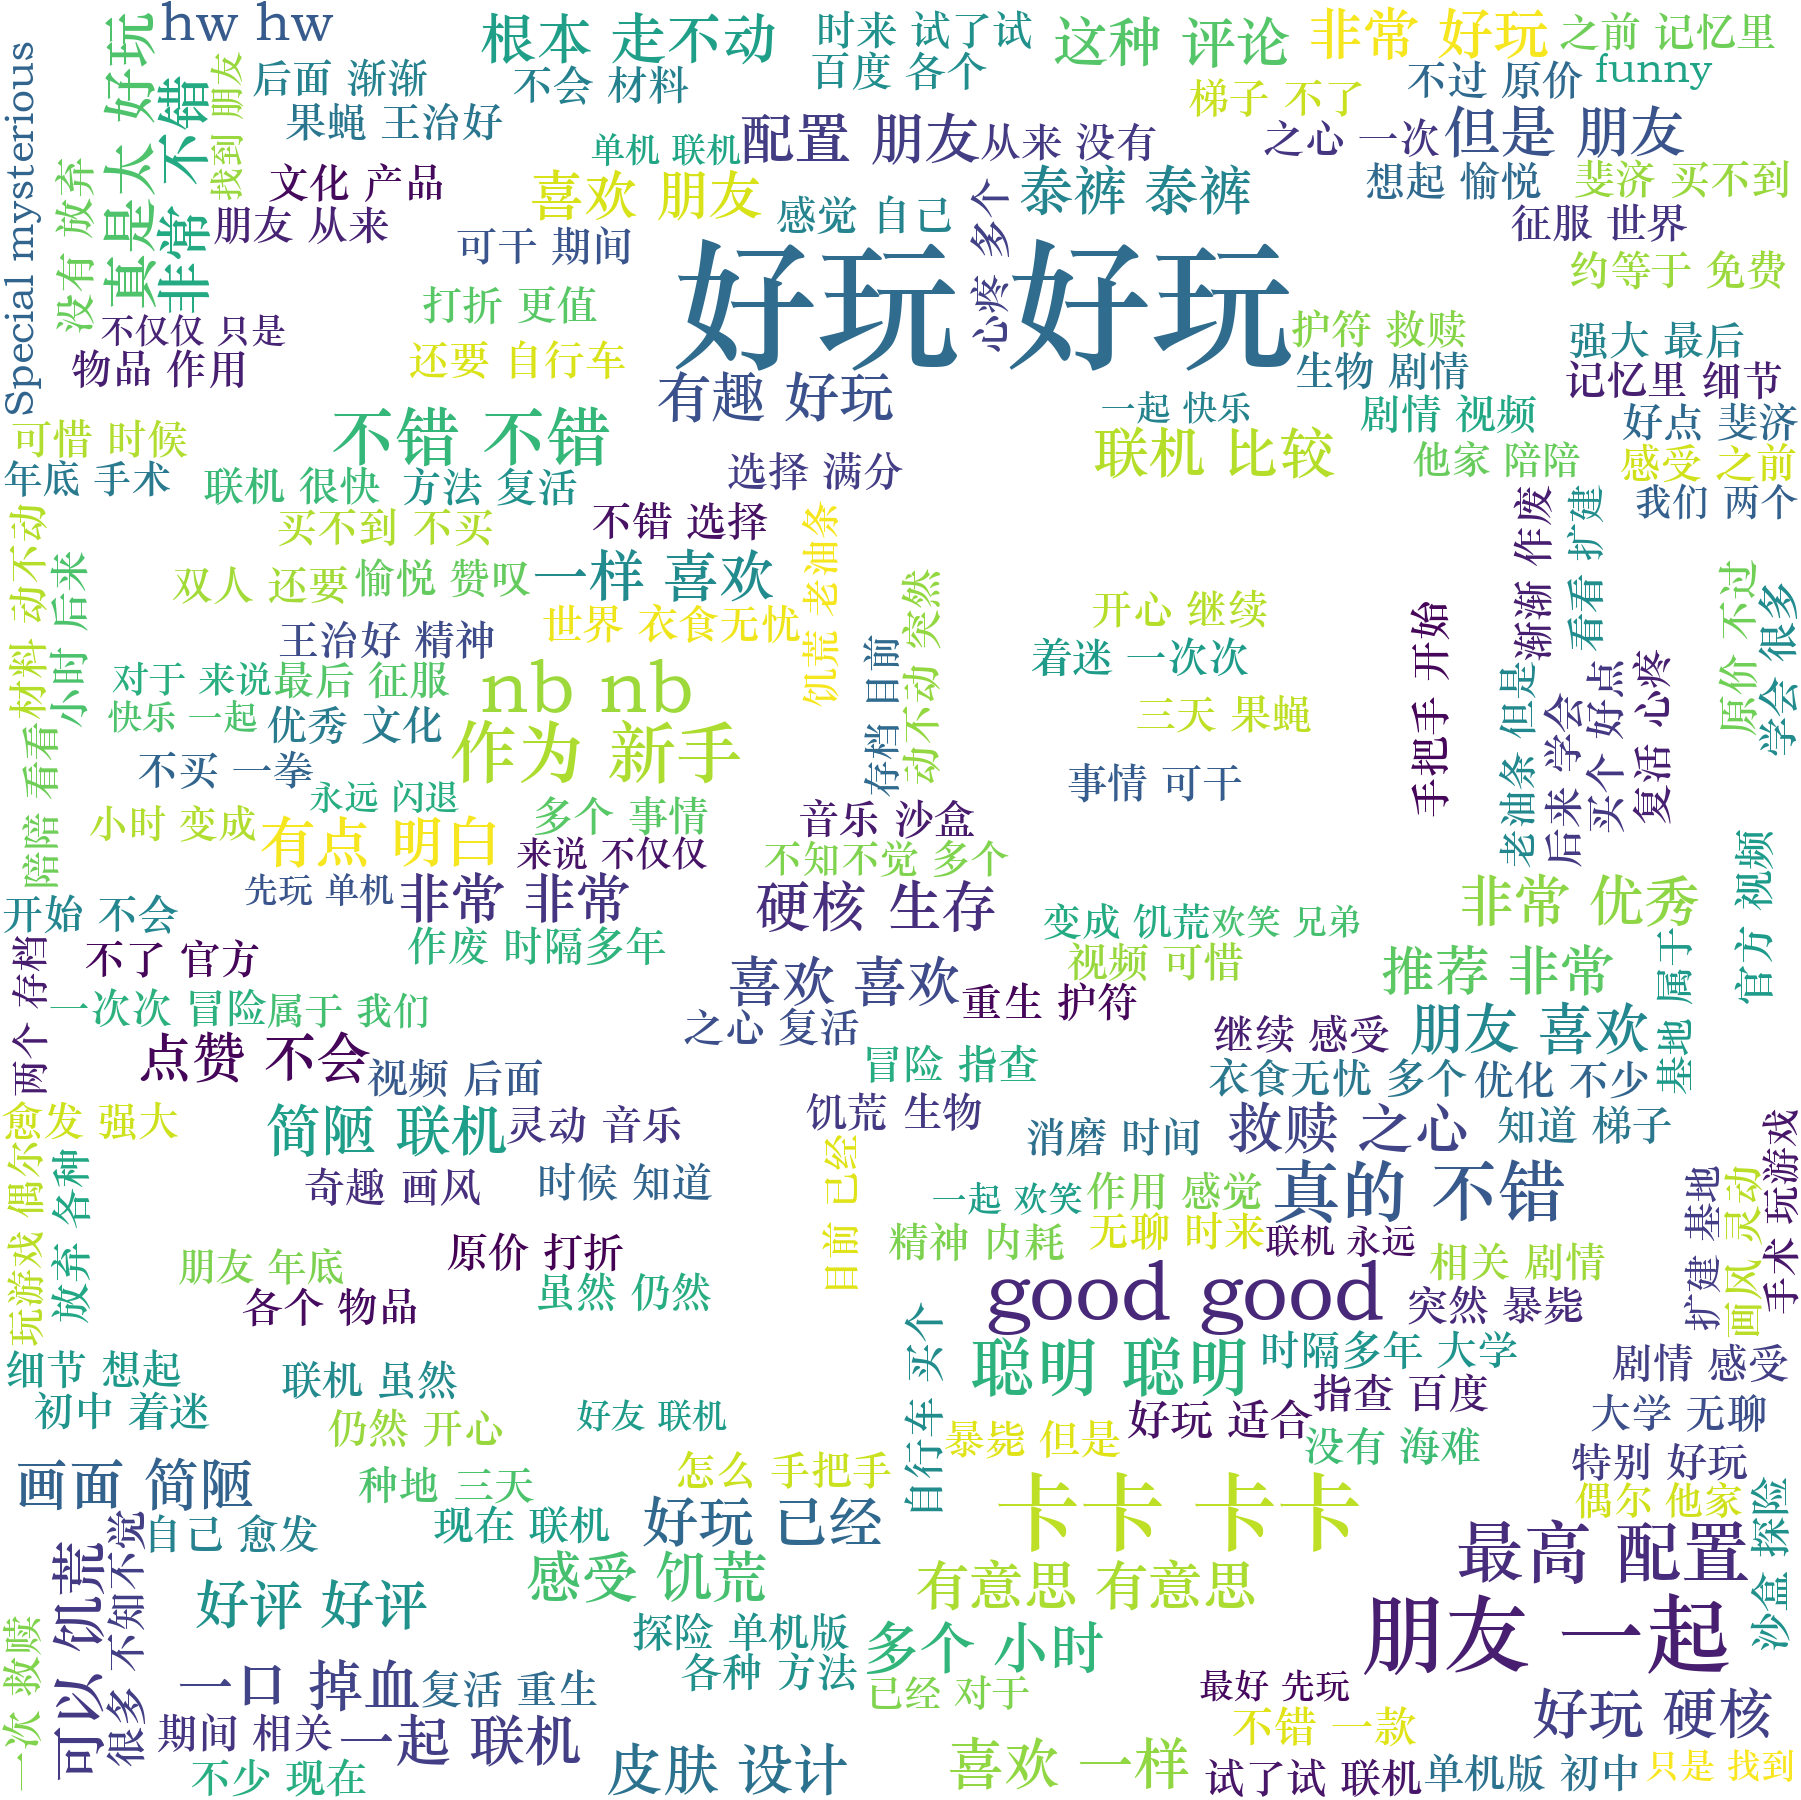 hw hw
根本 走不动
时来 试了试
这种 评论
非常 好玩
之前 记忆里
Special mysterious
真是太 好玩
非常 不错
找到 朋友
后面 渐渐
不会 材料
百度 各个
不过 原价
funny
梯子 不了
果蝇 王治好
单机 联机
配置 朋友
从来 没有
之心 一次
但是 朋友
没有 放弃
文化 产品
喜欢 朋友
泰裤 泰裤
想起 愉悦
斐济 买不到
朋友 从来
感觉 自己
心疼 多个
征服 世界
可干 期间
好玩 好玩
约等于 免费
打折 更值
不仅仅 只是
护符 救赎
强大 最后
物品 作用
还要 自行车
有趣 好玩
生物 剧情
记忆里 细节
一起 快乐
剧情 视频
好点 斐济
可惜 时候
不错 不错
联机 比较
他家 陪陪
感受 之前
年底 手术
联机 很快
方法 复活
选择 满分
我们 两个
买不到 不买
不错 选择
饥荒 老油条
渐渐 作废
看看 扩建
材料 动不动
小时 后来
双人 还要
愉悦 赞叹
一样 喜欢
动不动 突然
开心 继续
手把手 开始
原价 不过
学会 很多
王治好 精神
世界 衣食无忧
存档 目前
着迷 一次次
对于 来说
最后 征服
nb nb
老油条 但是
后来 学会
买个 好点
复活 心疼
快乐 一起
优秀 文化
作为 新手
三天 果蝇
陪陪 看看
不买 一拳
永远 闪退
事情 可干
小时 变成
有点 明白
多个 事情
音乐 沙盒
来说 不仅仅
不知不觉 多个
官方 视频
先玩 单机
非常 非常
硬核 生存
非常 优秀
开始 不会
变成 饥荒
欢笑 兄弟
两个 存档
不了 官方
作废 时隔多年
视频 可惜
推荐 非常
基地 属于
一次次 冒险
属于 我们
喜欢 喜欢
重生 护符
之心 复活
继续 感受
朋友 喜欢
点赞 不会
视频 后面
冒险 指查
衣食无忧 多个
优化 不少
愈发 强大
简陋 联机
灵动 音乐
饥荒 生物
消磨 时间
救赎 之心
知道 梯子
玩游戏 偶尔
放弃 各种
奇趣 画风
时候 知道
目前 已经
一起 欢笑
作用 感觉
真的 不错
扩建 基地
画风 灵动
手术 玩游戏
精神 内耗
无聊 时来
联机 永远
朋友 年底
原价 打折
相关 剧情
各个 物品
虽然 仍然
good good
突然 暴毙
细节 想起
联机 虽然
自行车 买个
聪明 聪明
时隔多年 大学
剧情 感受
指查 百度
初中 着迷
仍然 开心
好友 联机
好玩 适合
大学 无聊
暴毙 但是
没有 海难
特别 好玩
画面 简陋
种地 三天
怎么 手把手
卡卡 卡卡
偶尔 他家
自己 愈发
现在 联机
好玩 已经
最高 配置
沙盒 探险
可以 饥荒
很多 不知不觉
感受 饥荒
有意思 有意思
好评 好评
探险 单机版
多个 小时
朋友 一起
一次 救赎
一口 掉血
复活 重生
各种 方法
已经 对于
最好 先玩
期间 相关
一起 联机
不错 一款
好玩 硬核
不少 现在
皮肤 设计
喜欢 一样
试了试 联机
单机版 初中
只是 找到